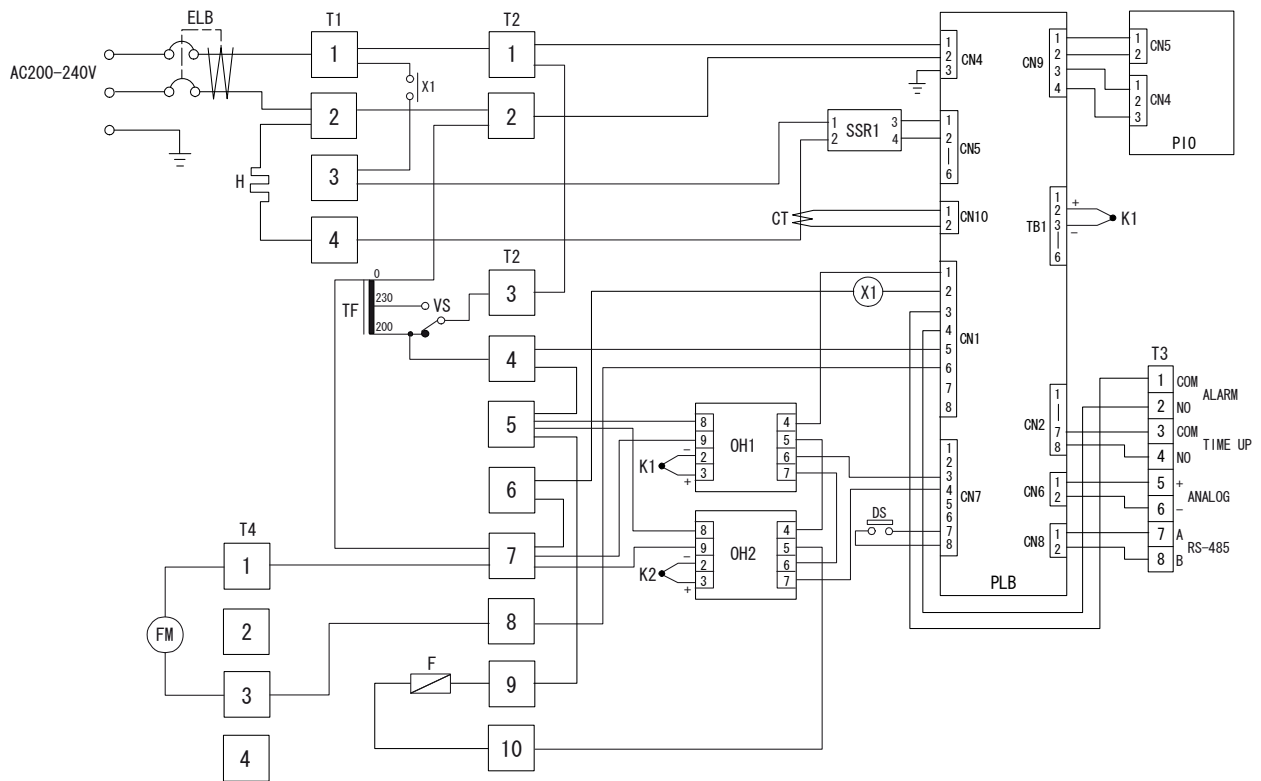 ELB
T1
T2
AC200-240V
1
2
3
4
X1
H
1
2
T2
3
4
5
6
7
8
9
10
TF
0
230
200
VS
T4
1
2
3
4
FM
F
1
2
SSR1
3
4
CT
K1
8
9
2
3
OH1
4
5
6
7
-
+
K2
8
9
2
3
OH2
4
5
6
7
-
+
X1
DS
1
2
3
CN4
1
2
|
6
CN5
1
2
CN10
1
2
3
4
5
6
7
8
CN1
1
2
3
4
5
6
7
8
CN7
PLB
CN9
1
2
3
4
TB1
1
2
3
|
6
+
-
K1
CN2
1
|
7
8
CN6
1
2
CN8
1
2
1
2
CN5
1
2
3
CN4
PIO
T3
1 COM
ALARM
2 NO
3 COM
TIME UP
4 NO
5 +
ANALOG
6 -
7 A
RS-485
8 B